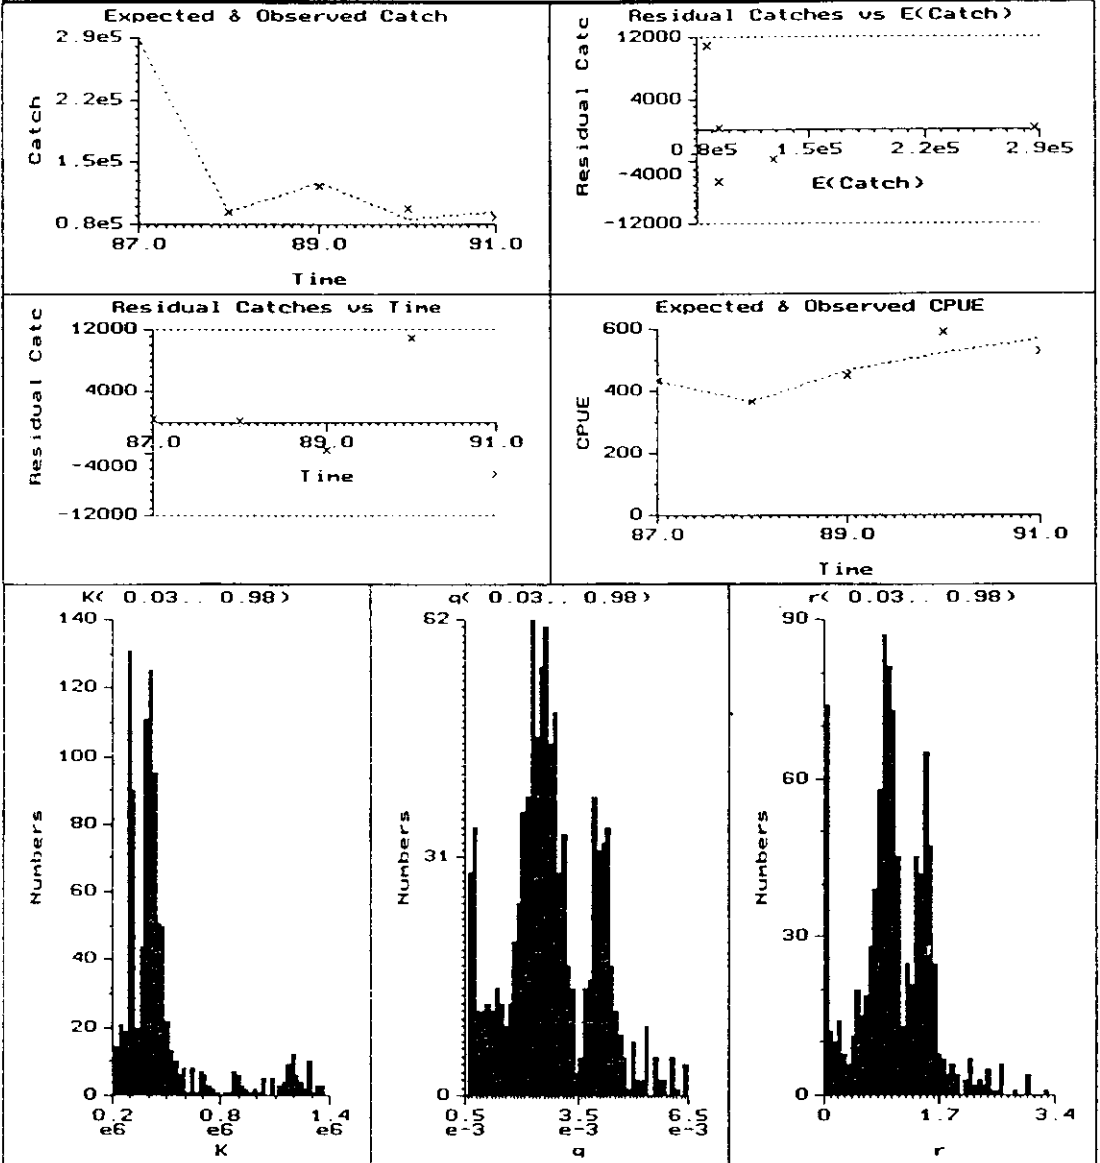 Expected & Observed Catch
2.9e5
2.2e5
1.5e5
0.8e5
Catch
87.0 89.0 91.0
Time
Residual Catches vs E(Catch)
12000
4000
-4000
-12000
Residual Catc
0.8e5 1.5e5 2.2e5 2.9e5
E(Catch)
Residual Catches vs Time
12000
4000
-4000
-12000
Residual Catc
87.0 89.0 91.0
Time
Expected & Observed CPUE
600
400
200
0
CPUE
87.0 89.0 91.0
Time
K( 0.03.. 0.98)
140
120
100
80
60
40
20
0
Numbers
0.2 0.8 1.4
e6 e6 e6
K
q( 0.03.. 0.98)
62
31
0
Numbers
0.5 3.5 6.5
e-3 e-3 e-3
q
r( 0.03.. 0.98)
90
60
30
0
Numbers
0 1.7 3.4
r